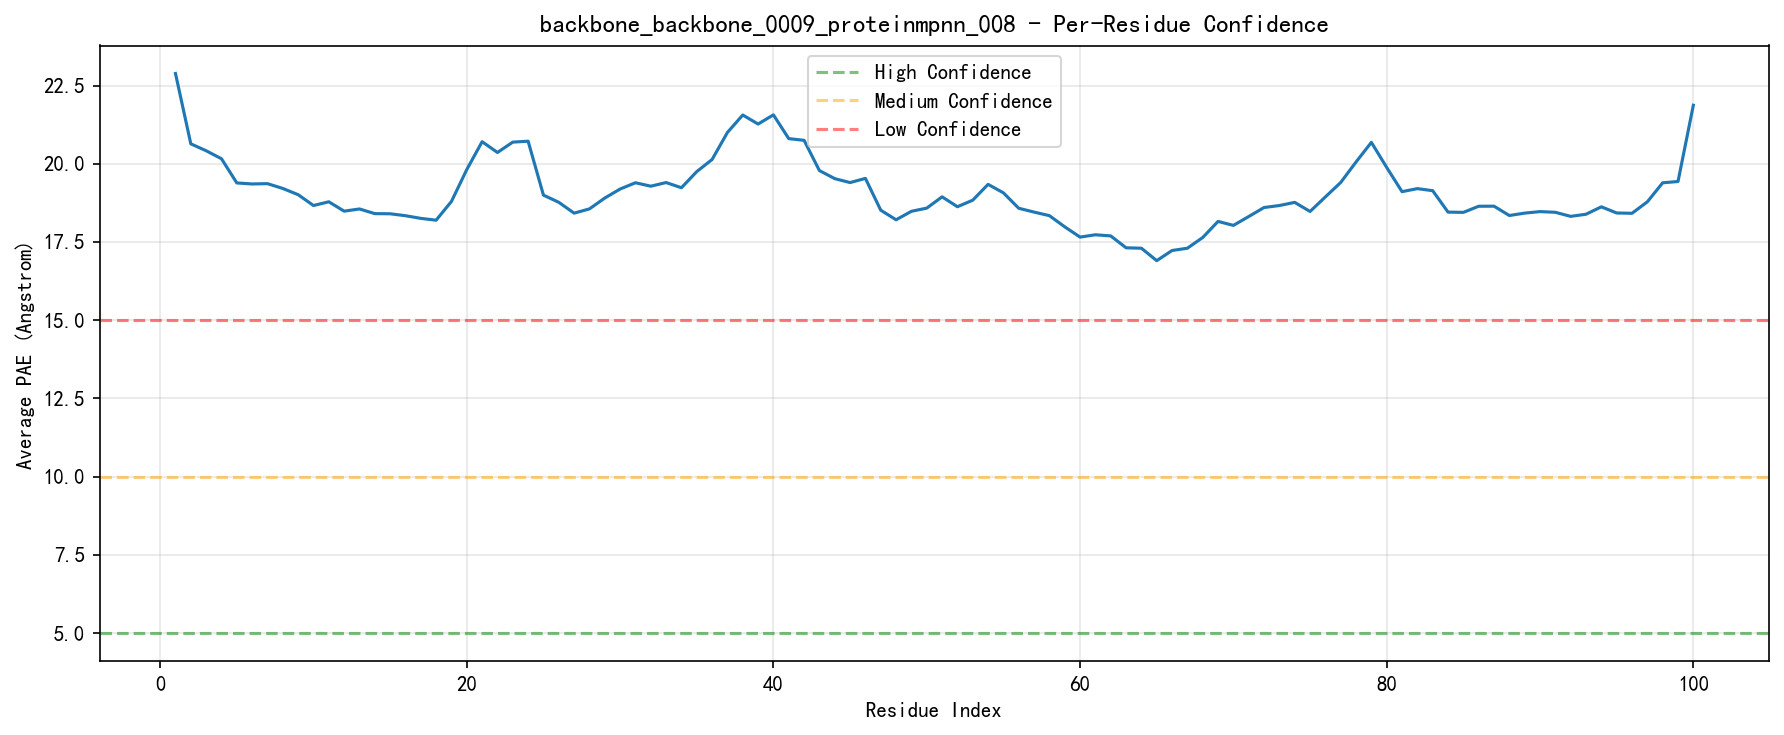 backbone_backbone_0009_proteinmpnn_008 - Per-Residue Confidence
High Confidence
Medium Confidence
Low Confidence
Average PAE (Angstrom)
22.5
20.0
17.5
15.0
12.5
10.0
7.5
5.0
0 20 40 60 80 100
Residue Index